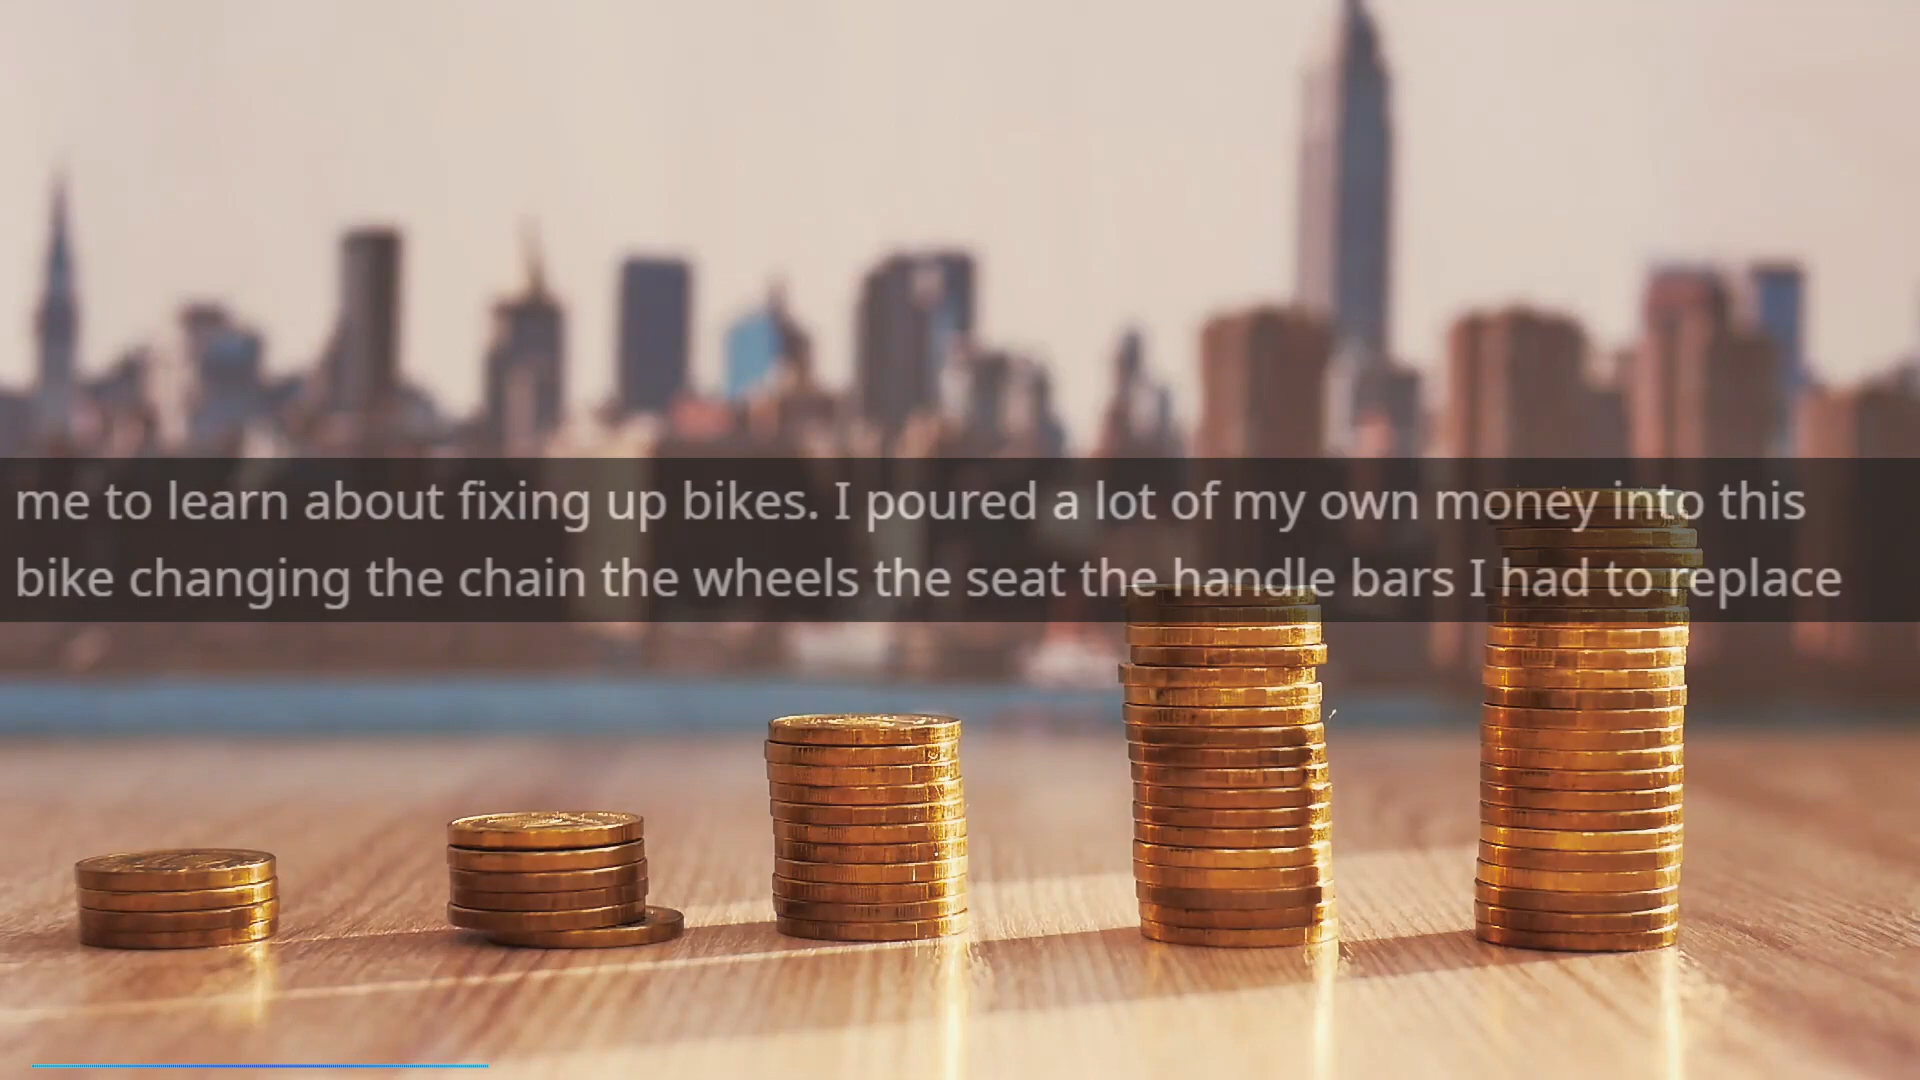 me to learn about fixing up bikes. I poured a lot of my own money into this
bike changing the chain the wheels the seat the handle bars I had to replace